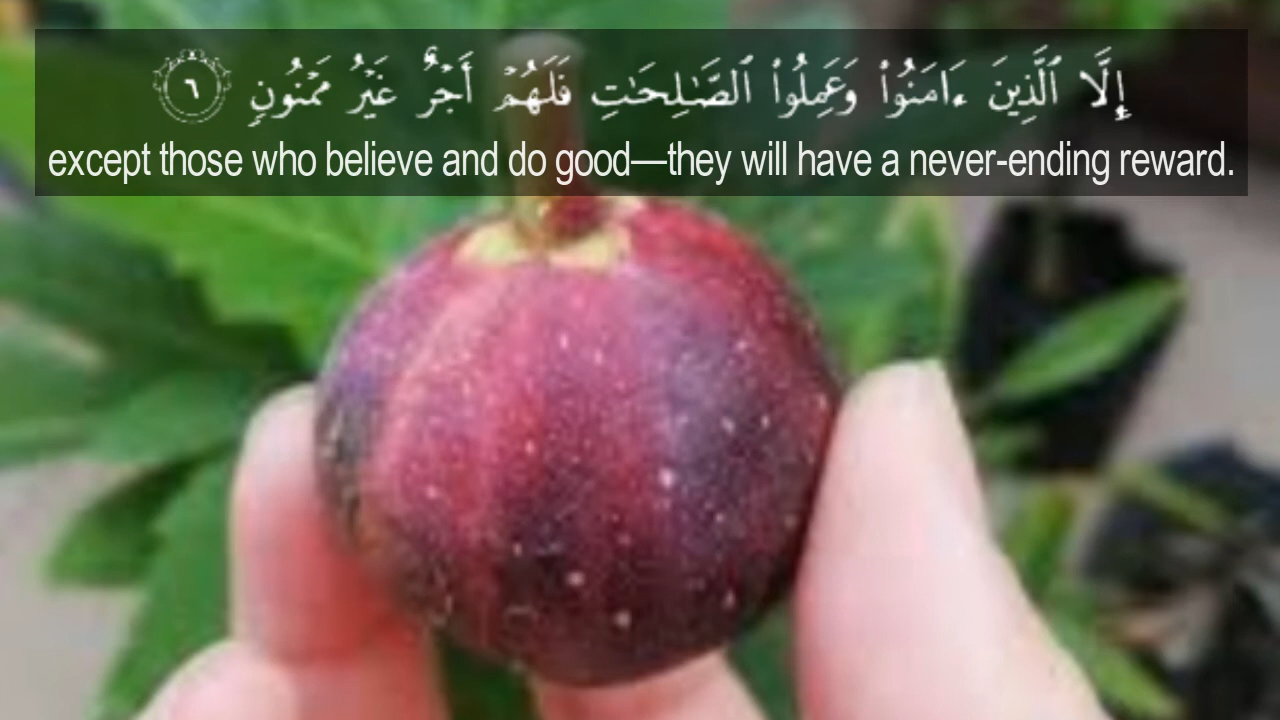 إِلَّا ٱلَّذِينَ ءَامَنُوا۟ وَعَمِلُوا۟ ٱلصَّـٰلِحَـٰتِ فَلَهُمْ أَجْرٌ غَيْرُ مَمْنُونٍۢ ٦
except those who believe and do good—they will have a never-ending reward.